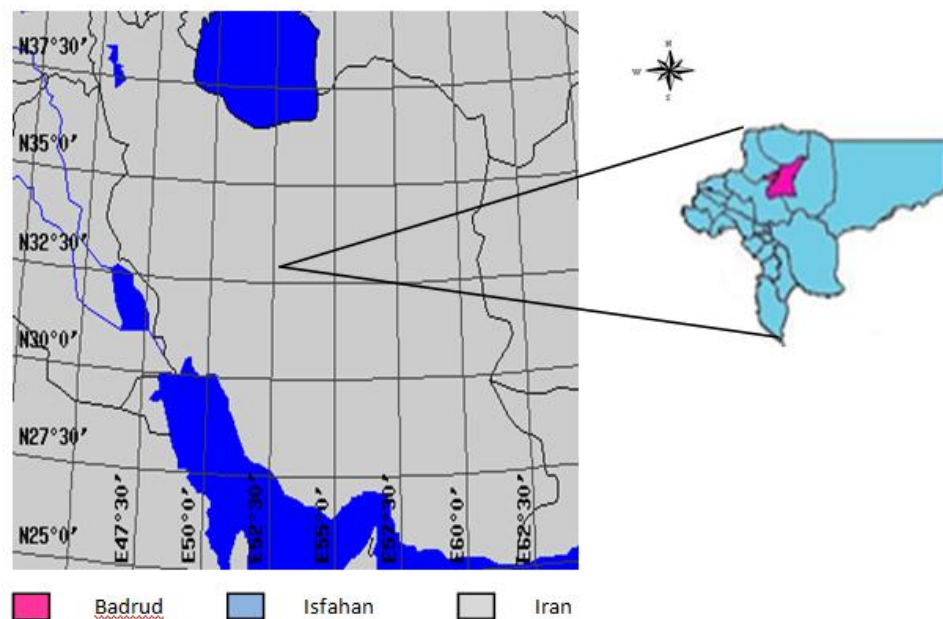 N37°30′
N35°0′
N32°30′
N30°0′
N27°30′
N25°0′
E47°30′
E50°0′
E52°30′
E55°0′
E57°30′
E60°0′
E62°30′
N
W
S
Badrud Isfahan Iran